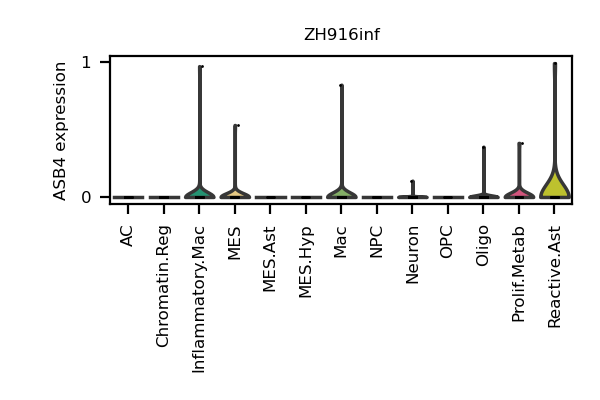 ZH916inf
ASB4 expression
1
0
AC
Chromatin.Reg
Inflammatory.Mac
MES
MES.Ast
MES.Hyp
Mac
NPC
Neuron
OPC
Oligo
Prolif.Metab
Reactive.Ast